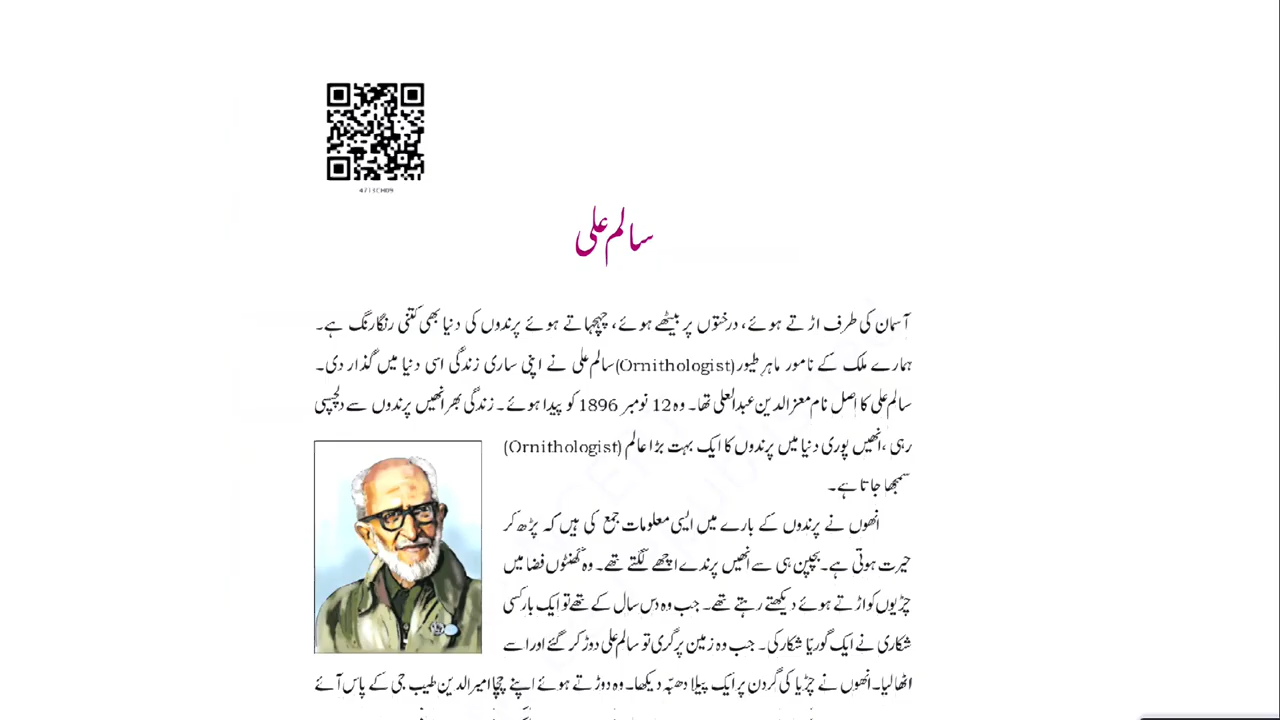 4713CH09
سالم علی
آسمان کی طرف اڑتے ہوئے، درختوں پر بیٹھے ہوئے، چہچہاتے ہوئے پرندوں کی دنیا بھی کتنی رنگارنگ ہے۔
ہمارے ملک کے نامور ماہرِ طیور (Ornithologist) سالم علی نے اپنی ساری زندگی اسی دنیا میں گذار دی۔
سالم علی کا اصل نام معز الدین عبدالعلی تھا۔ وہ 12 نومبر 1896 کو پیدا ہوئے۔ زندگی بھر انھیں پرندوں سے دلچسپی
رہی، انھیں پوری دنیا میں پرندوں کا ایک بہت بڑا عالم (Ornithologist)
سمجھا جاتا ہے۔
انھوں نے پرندوں کے بارے میں ایسی معلومات جمع کی ہیں کہ پڑھ کر
حیرت ہوتی ہے۔ بچپن ہی سے انھیں پرندے اچھے لگتے تھے۔ وہ گھنٹوں فضا میں
چڑیوں کو اڑتے ہوئے دیکھتے رہتے تھے۔ جب وہ دس سال کے تھے تو ایک بار کسی
شکاری نے ایک گوریّا شکار کی۔ جب وہ زمین پر گری تو سالم علی دوڑ کر گئے اور اسے
اٹھا لیا۔ انھوں نے چڑیا کی گردن پر ایک پیلا دھبّہ دیکھا۔ وہ دوڑتے ہوئے اپنے چچا امیر الدین طیب جی کے پاس آئے